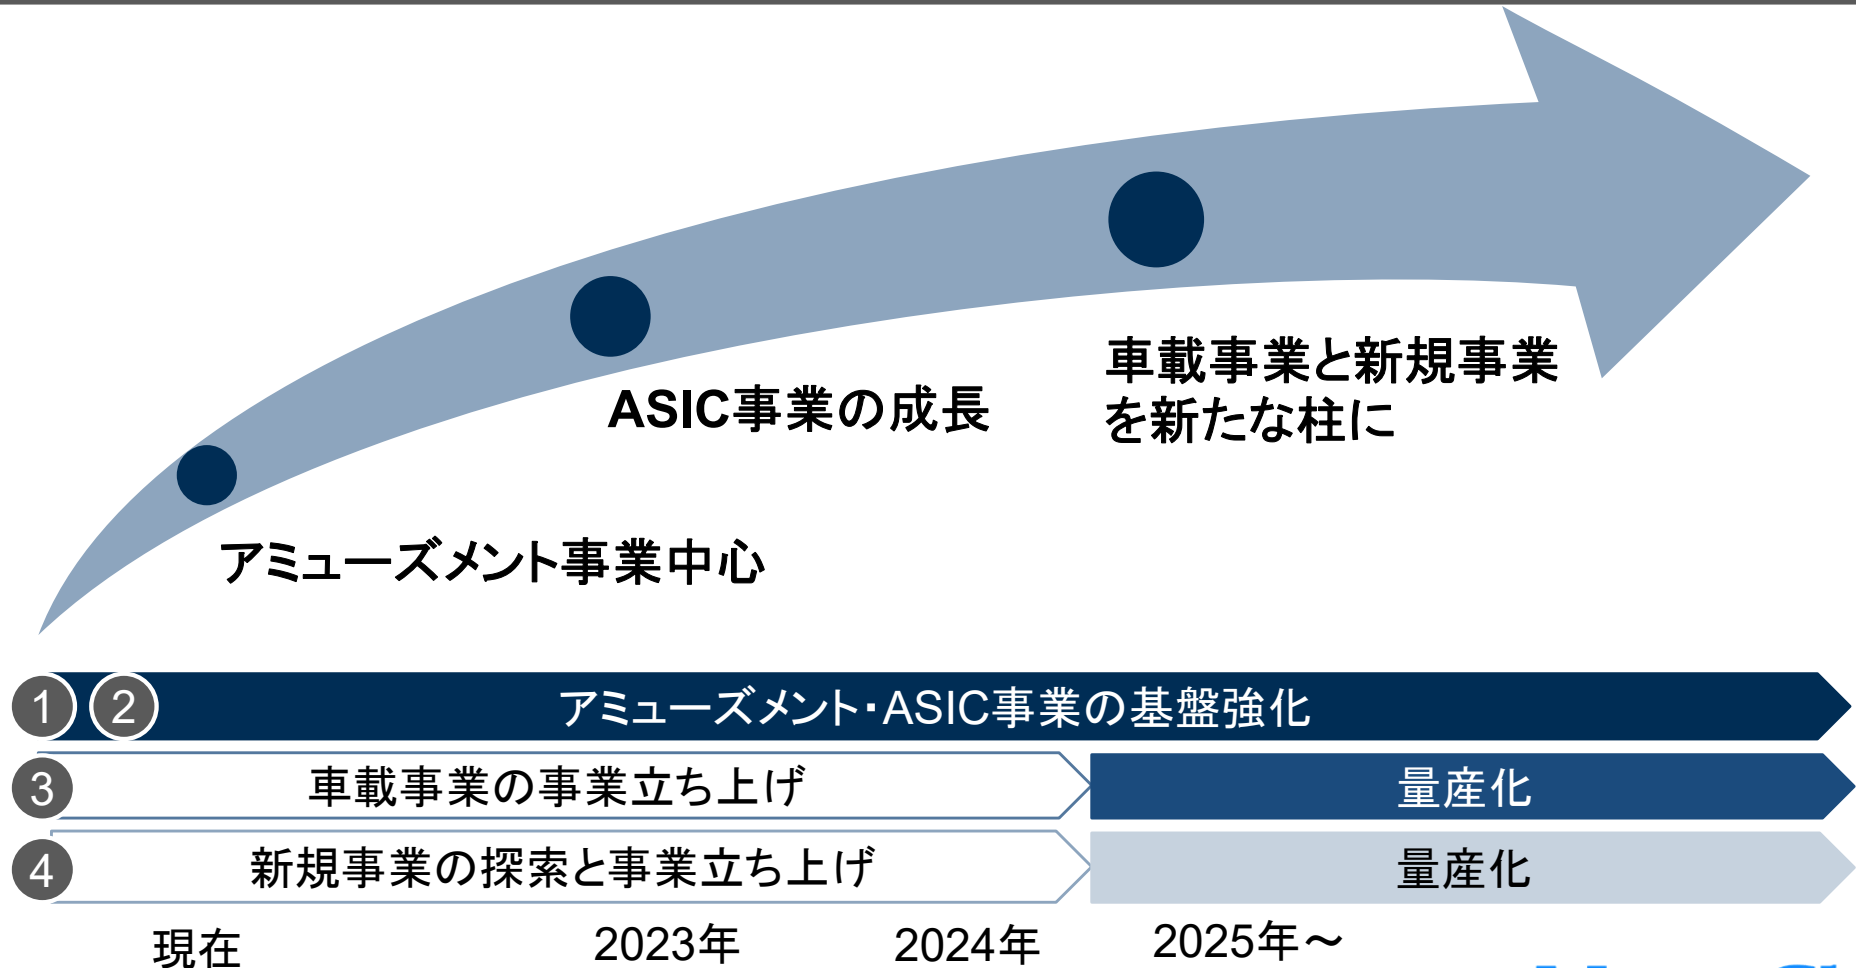 ASIC事業の成長
車載事業と新規事業
を新たな柱に
アミューズメント事業中心
1 2 アミューズメント・ASIC事業の基盤強化
3 車載事業の事業立ち上げ 量産化
4 新規事業の探索と事業立ち上げ 量産化
現在 2023年 2024年 2025年～